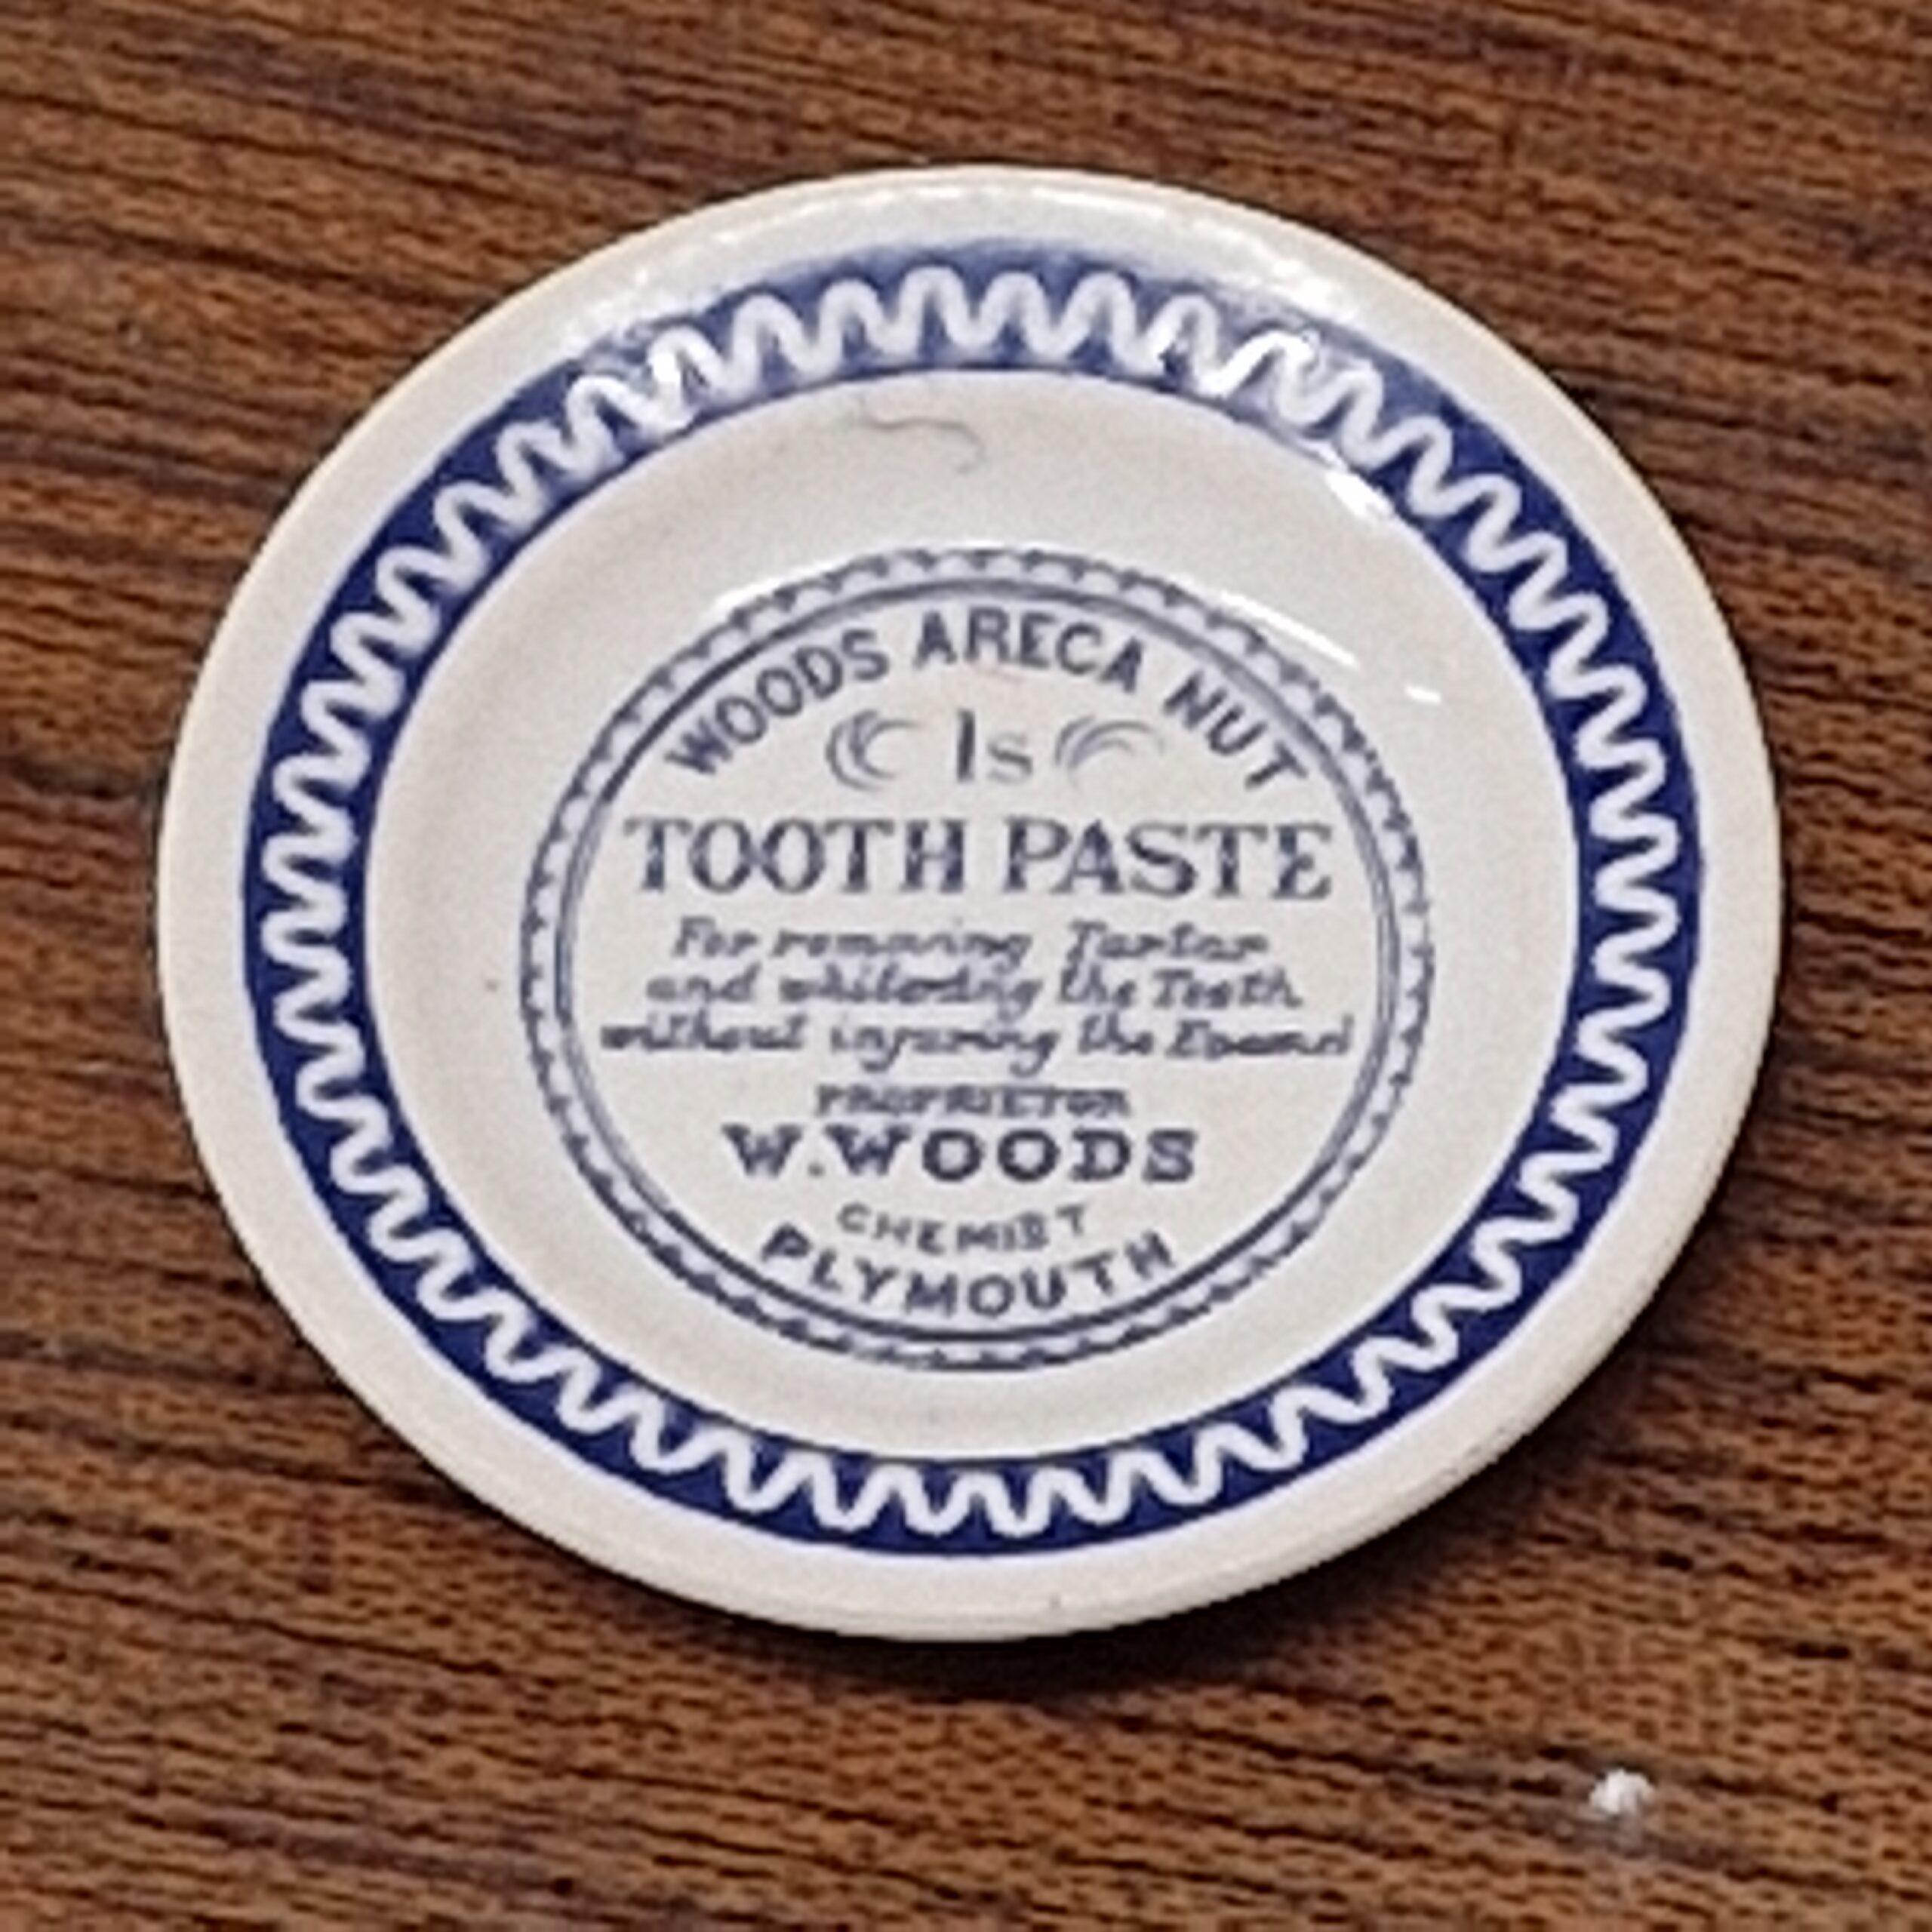 WOODS ARECA NUT
1s
TOOTH PASTE
For removing Tartar
and whitening the Teeth
without injuring the Enamel
PROPRIETOR
W. WOODS
CHEMIST
PLYMOUTH